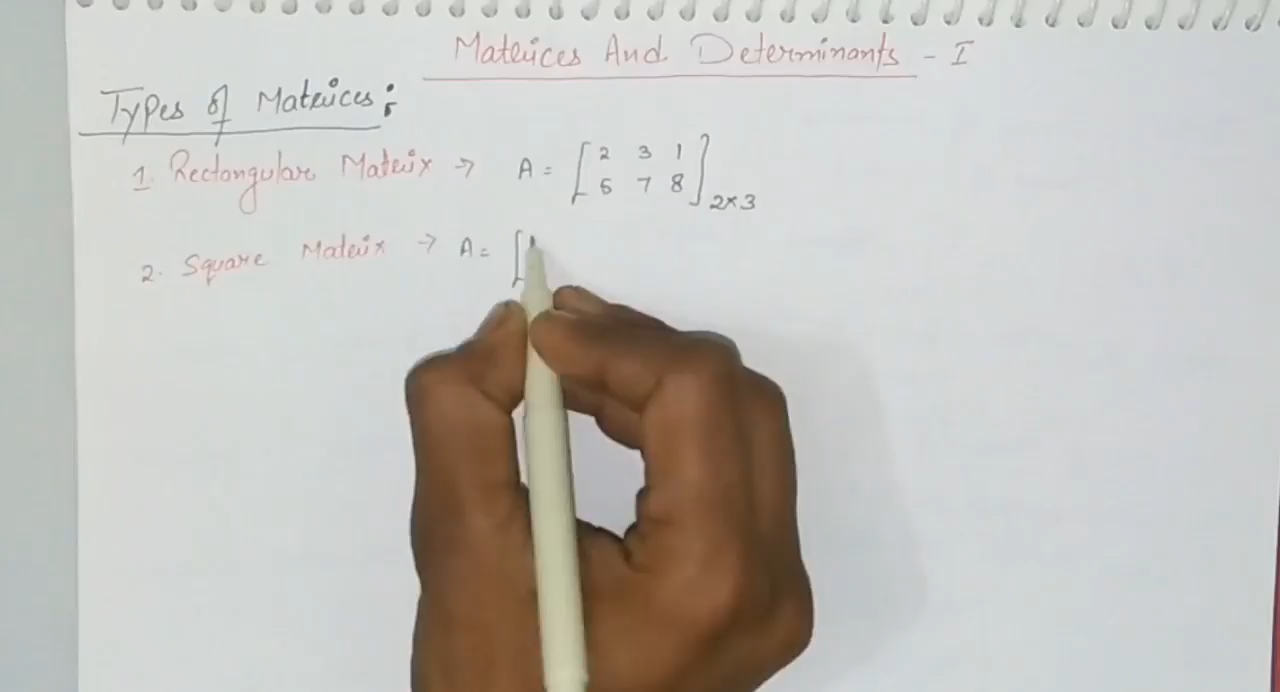 Matrices And Determinants - I
Types of Matrices:
1. Rectangular Matrix → A = [ 2 3 1
6 7 8 ] 2×3
2. Square Matrix → A = [